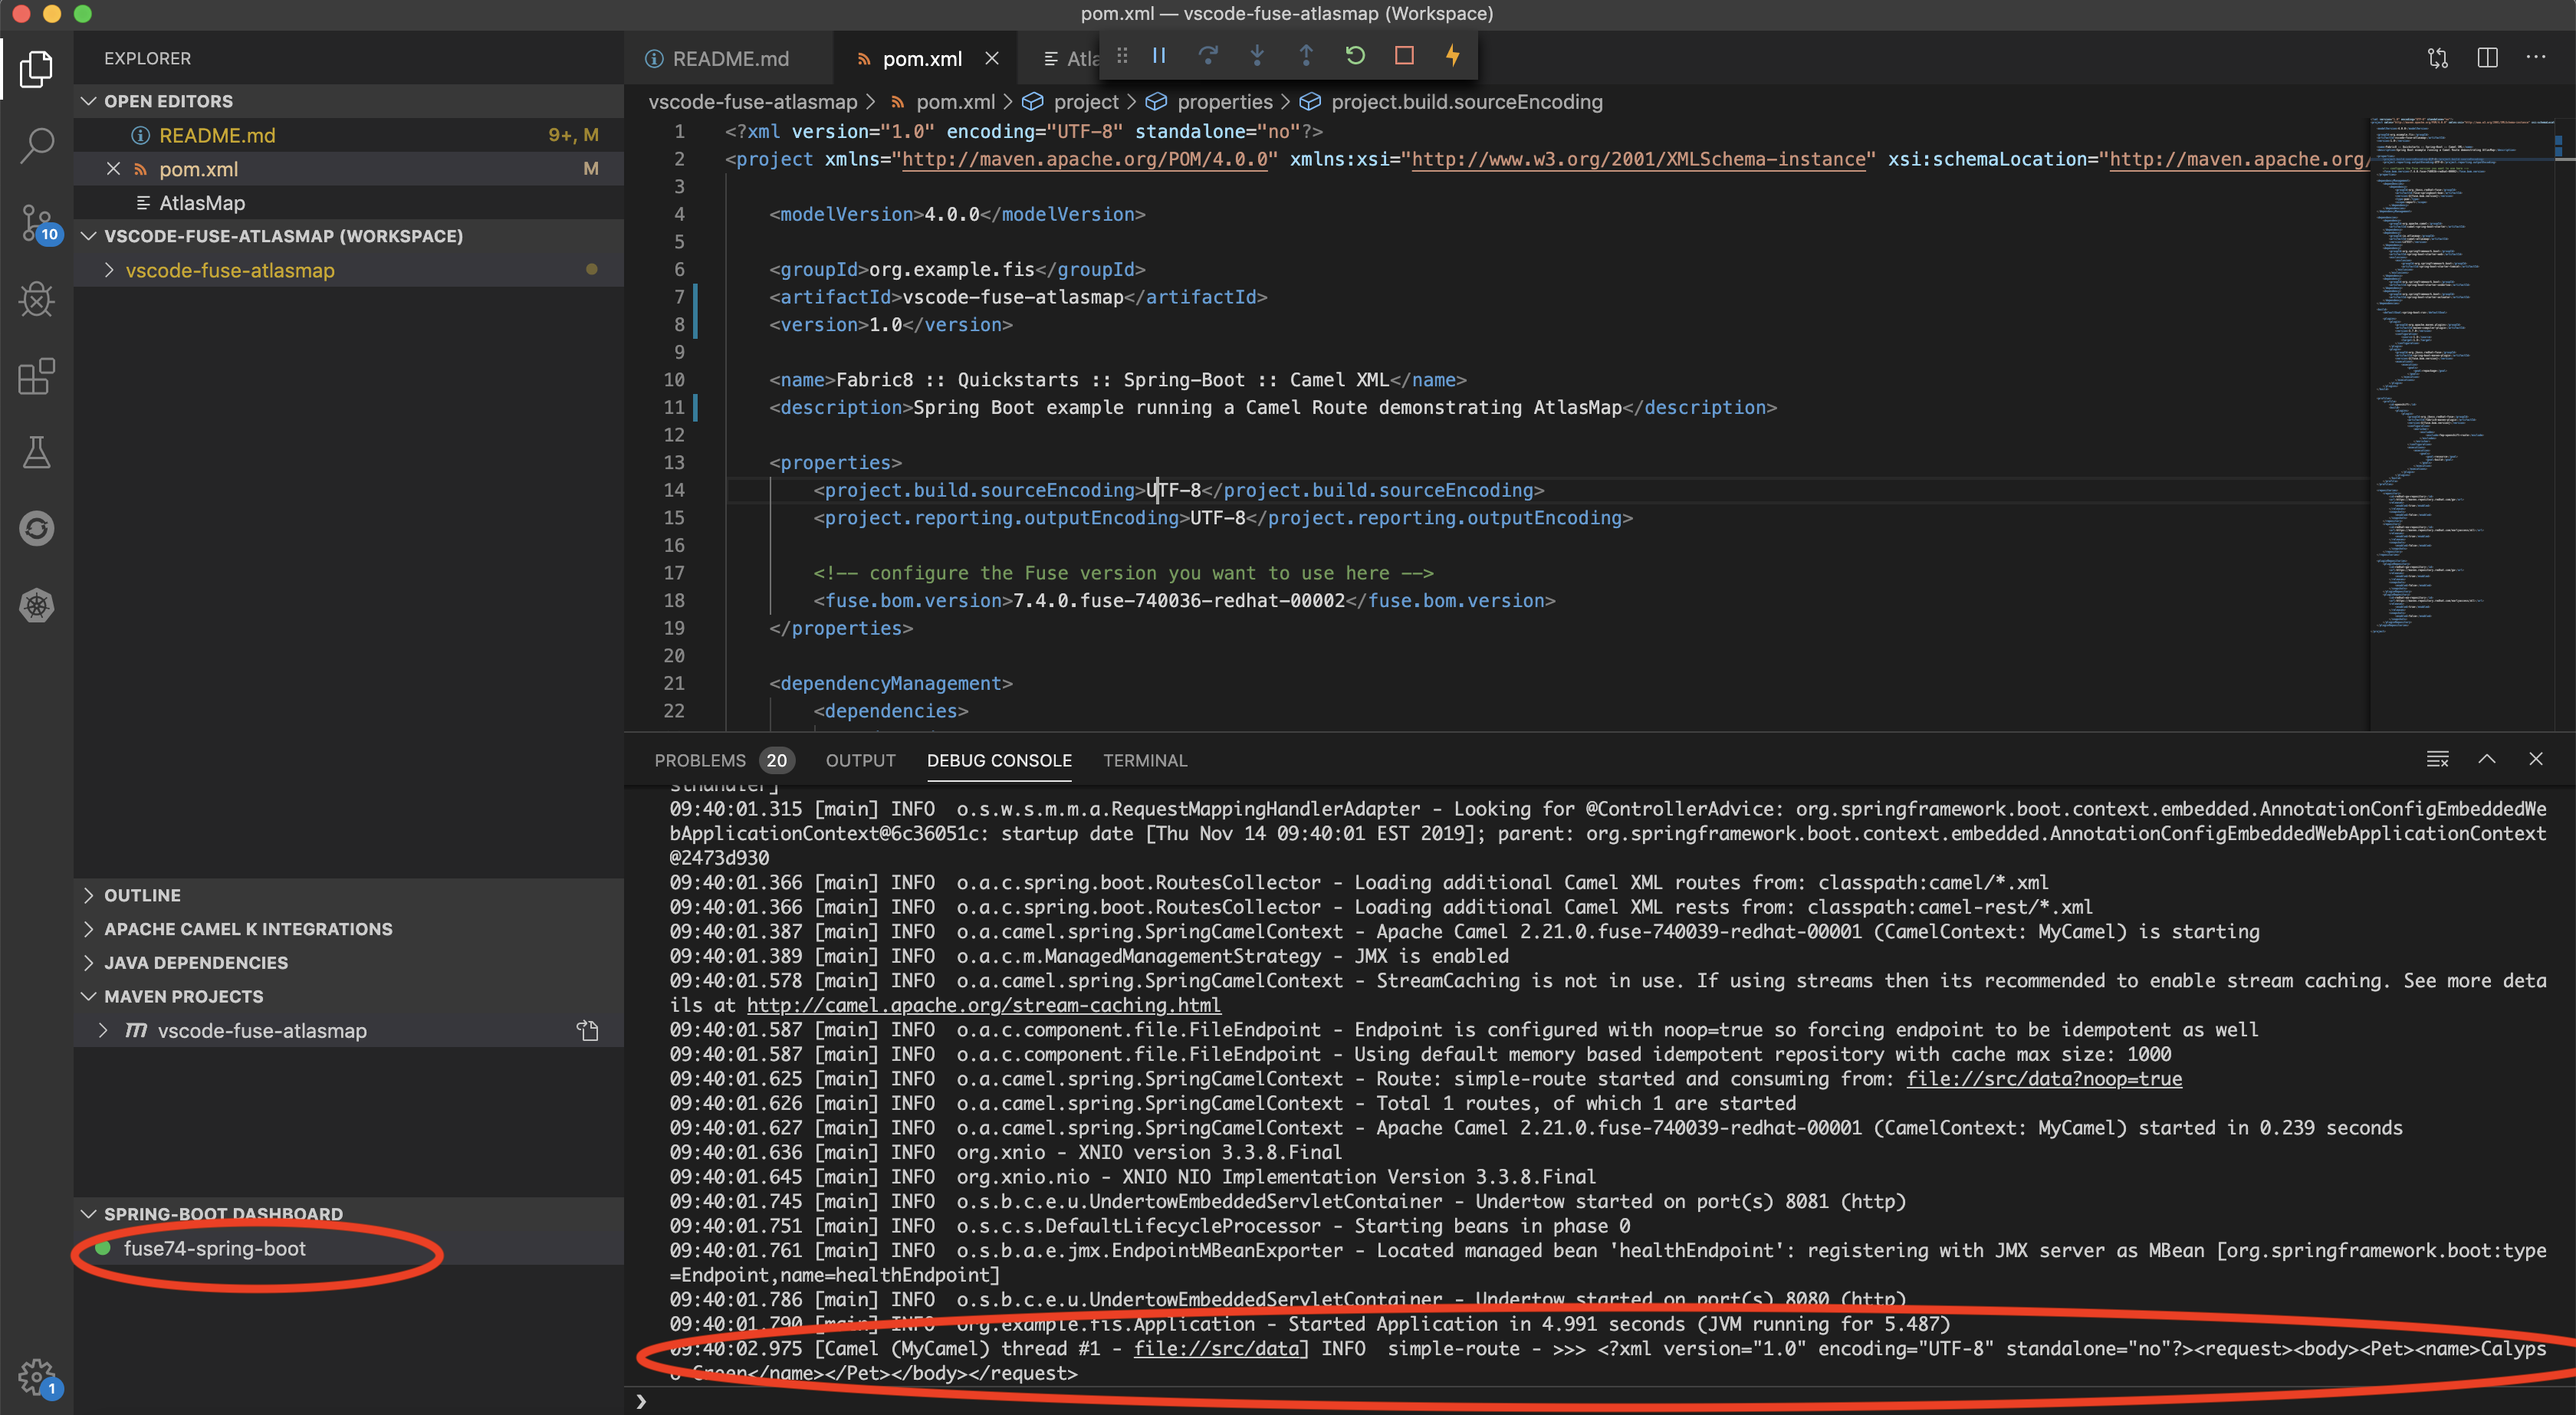 pom.xml — vscode-fuse-atlasmap (Workspace)
EXPLORER
OPEN EDITORS
README.md 9+, M
pom.xml M
AtlasMap
VSCODE-FUSE-ATLASMAP (WORKSPACE)
vscode-fuse-atlasmap
10
OUTLINE
APACHE CAMEL K INTEGRATIONS
JAVA DEPENDENCIES
MAVEN PROJECTS
vscode-fuse-atlasmap
SPRING-BOOT DASHBOARD
fuse74-spring-boot
1
README.md
pom.xml
Atla
vscode-fuse-atlasmap > pom.xml > project > properties > project.build.sourceEncoding
1 <?xml version="1.0" encoding="UTF-8" standalone="no"?>
2 <project xmlns="http://maven.apache.org/POM/4.0.0" xmlns:xsi="http://www.w3.org/2001/XMLSchema-instance" xsi:schemaLocation="http://maven.apache.org/
3
4 <modelVersion>4.0.0</modelVersion>
5
6 <groupId>org.example.fis</groupId>
7 <artifactId>vscode-fuse-atlasmap</artifactId>
8 <version>1.0</version>
9
10 <name>Fabric8 :: Quickstarts :: Spring-Boot :: Camel XML</name>
11 <description>Spring Boot example running a Camel Route demonstrating AtlasMap</description>
12
13 <properties>
14 <project.build.sourceEncoding>UTF-8</project.build.sourceEncoding>
15 <project.reporting.outputEncoding>UTF-8</project.reporting.outputEncoding>
16
17 <!-- configure the Fuse version you want to use here -->
18 <fuse.bom.version>7.4.0.fuse-740036-redhat-00002</fuse.bom.version>
19 </properties>
20
21 <dependencyManagement>
22 <dependencies>
PROBLEMS 20 OUTPUT DEBUG CONSOLE TERMINAL
sthandler]
09:40:01.315 [main] INFO  o.s.w.s.m.m.a.RequestMappingHandlerAdapter - Looking for @ControllerAdvice: org.springframework.boot.context.embedded.AnnotationConfigEmbeddedWe
bApplicationContext@6c36051c: startup date [Thu Nov 14 09:40:01 EST 2019]; parent: org.springframework.boot.context.embedded.AnnotationConfigEmbeddedWebApplicationContext
@2473d930
09:40:01.366 [main] INFO  o.a.c.spring.boot.RoutesCollector - Loading additional Camel XML routes from: classpath:camel/*.xml
09:40:01.366 [main] INFO  o.a.c.spring.boot.RoutesCollector - Loading additional Camel XML rests from: classpath:camel-rest/*.xml
09:40:01.387 [main] INFO  o.a.camel.spring.SpringCamelContext - Apache Camel 2.21.0.fuse-740039-redhat-00001 (CamelContext: MyCamel) is starting
09:40:01.389 [main] INFO  o.a.c.m.ManagedManagementStrategy - JMX is enabled
09:40:01.578 [main] INFO  o.a.camel.spring.SpringCamelContext - StreamCaching is not in use. If using streams then its recommended to enable stream caching. See more deta
ils at http://camel.apache.org/stream-caching.html
09:40:01.587 [main] INFO  o.a.c.component.file.FileEndpoint - Endpoint is configured with noop=true so forcing endpoint to be idempotent as well
09:40:01.587 [main] INFO  o.a.c.component.file.FileEndpoint - Using default memory based idempotent repository with cache max size: 1000
09:40:01.625 [main] INFO  o.a.camel.spring.SpringCamelContext - Route: simple-route started and consuming from: file://src/data?noop=true
09:40:01.626 [main] INFO  o.a.camel.spring.SpringCamelContext - Total 1 routes, of which 1 are started
09:40:01.627 [main] INFO  o.a.camel.spring.SpringCamelContext - Apache Camel 2.21.0.fuse-740039-redhat-00001 (CamelContext: MyCamel) started in 0.239 seconds
09:40:01.636 [main] INFO  org.xnio - XNIO version 3.3.8.Final
09:40:01.645 [main] INFO  org.xnio.nio - XNIO NIO Implementation Version 3.3.8.Final
09:40:01.745 [main] INFO  o.s.b.c.e.u.UndertowEmbeddedServletContainer - Undertow started on port(s) 8081 (http)
09:40:01.751 [main] INFO  o.s.c.s.DefaultLifecycleProcessor - Starting beans in phase 0
09:40:01.761 [main] INFO  o.s.b.a.e.jmx.EndpointMBeanExporter - Located managed bean 'healthEndpoint': registering with JMX server as MBean [org.springframework.boot:type
=Endpoint,name=healthEndpoint]
09:40:01.786 [main] INFO  o.s.b.c.e.u.UndertowEmbeddedServletContainer - Undertow started on port(s) 8080 (http)
09:40:01.790 [main] INFO  org.example.fis.Application - Started Application in 4.991 seconds (JVM running for 5.487)
09:40:02.975 [Camel (MyCamel) thread #1 - file://src/data] INFO  simple-route - >>> <?xml version="1.0" encoding="UTF-8" standalone="no"?><request><body><Pet><name>Calyps
o Green</name></Pet></body></request>